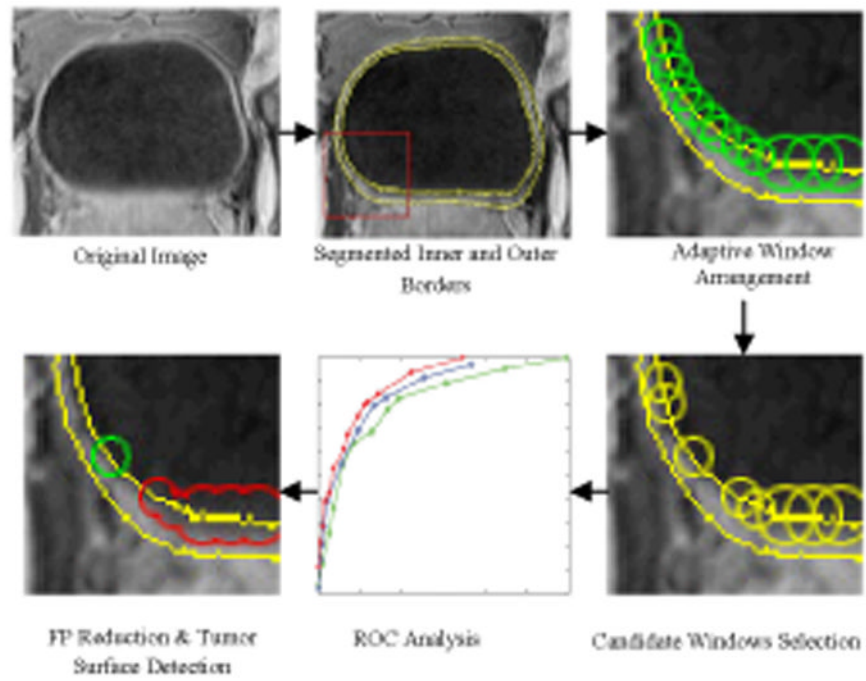 Original Image
Segmented Inner and Outer
Borders
Adaptive Window
Arrangement
FP Reduction & Tumor
Surface Detection
ROC Analysis
Candidate Windows Selection